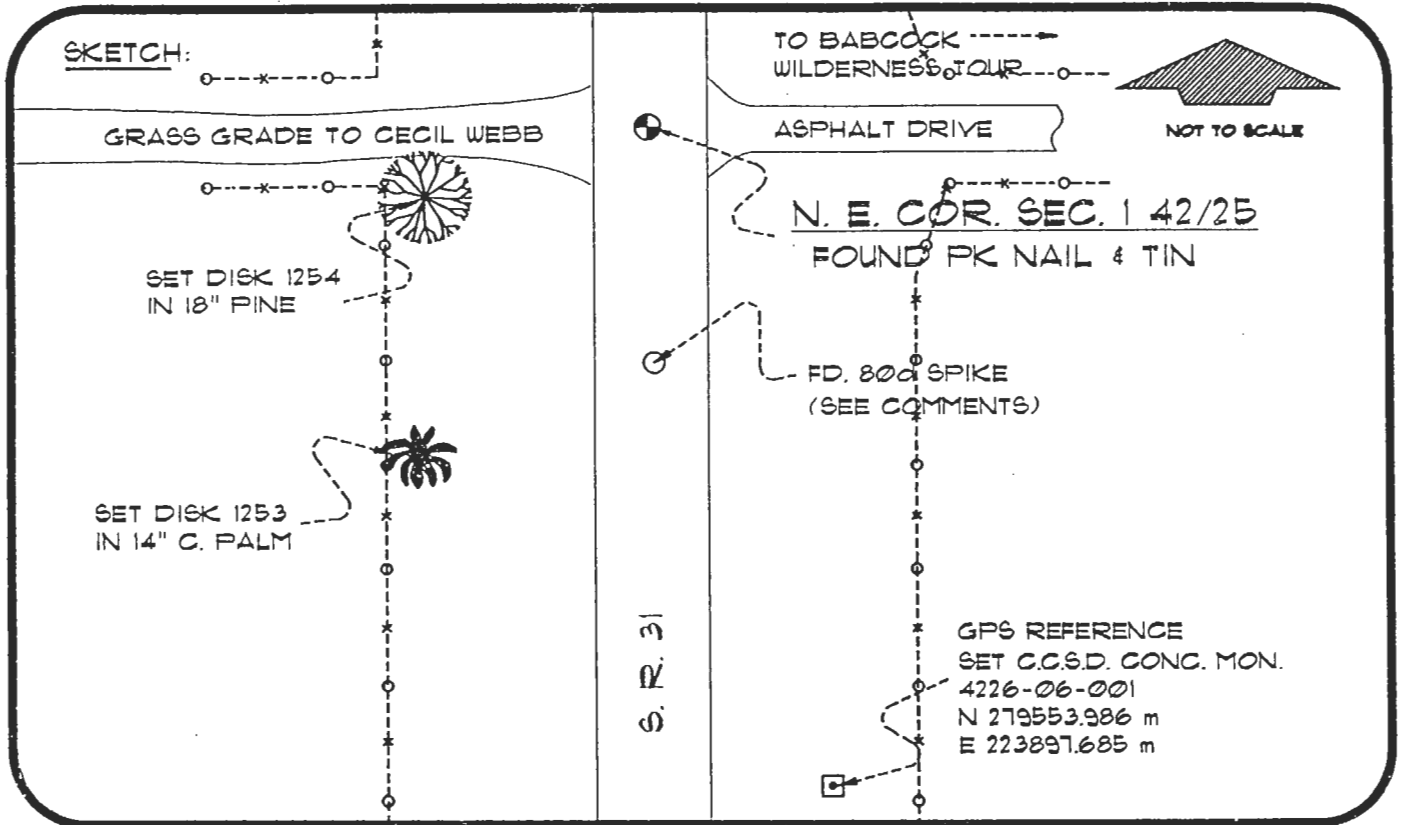 SKETCH:
TO BABCOCK
WILDERNESS TOUR
NOT TO SCALE
GRASS GRADE TO CECIL WEBB
ASPHALT DRIVE
N. E. COR. SEC. 1 42/25
FOUND PK NAIL & TIN
SET DISK 1254
IN 18" PINE
FD. 80d SPIKE
(SEE COMMENTS)
SET DISK 1253
IN 14" C. PALM
S. R. 31
GPS REFERENCE
SET C.C.S.D. CONC. MON.
4226-06-001
N 279553.986 m
E 223897.685 m